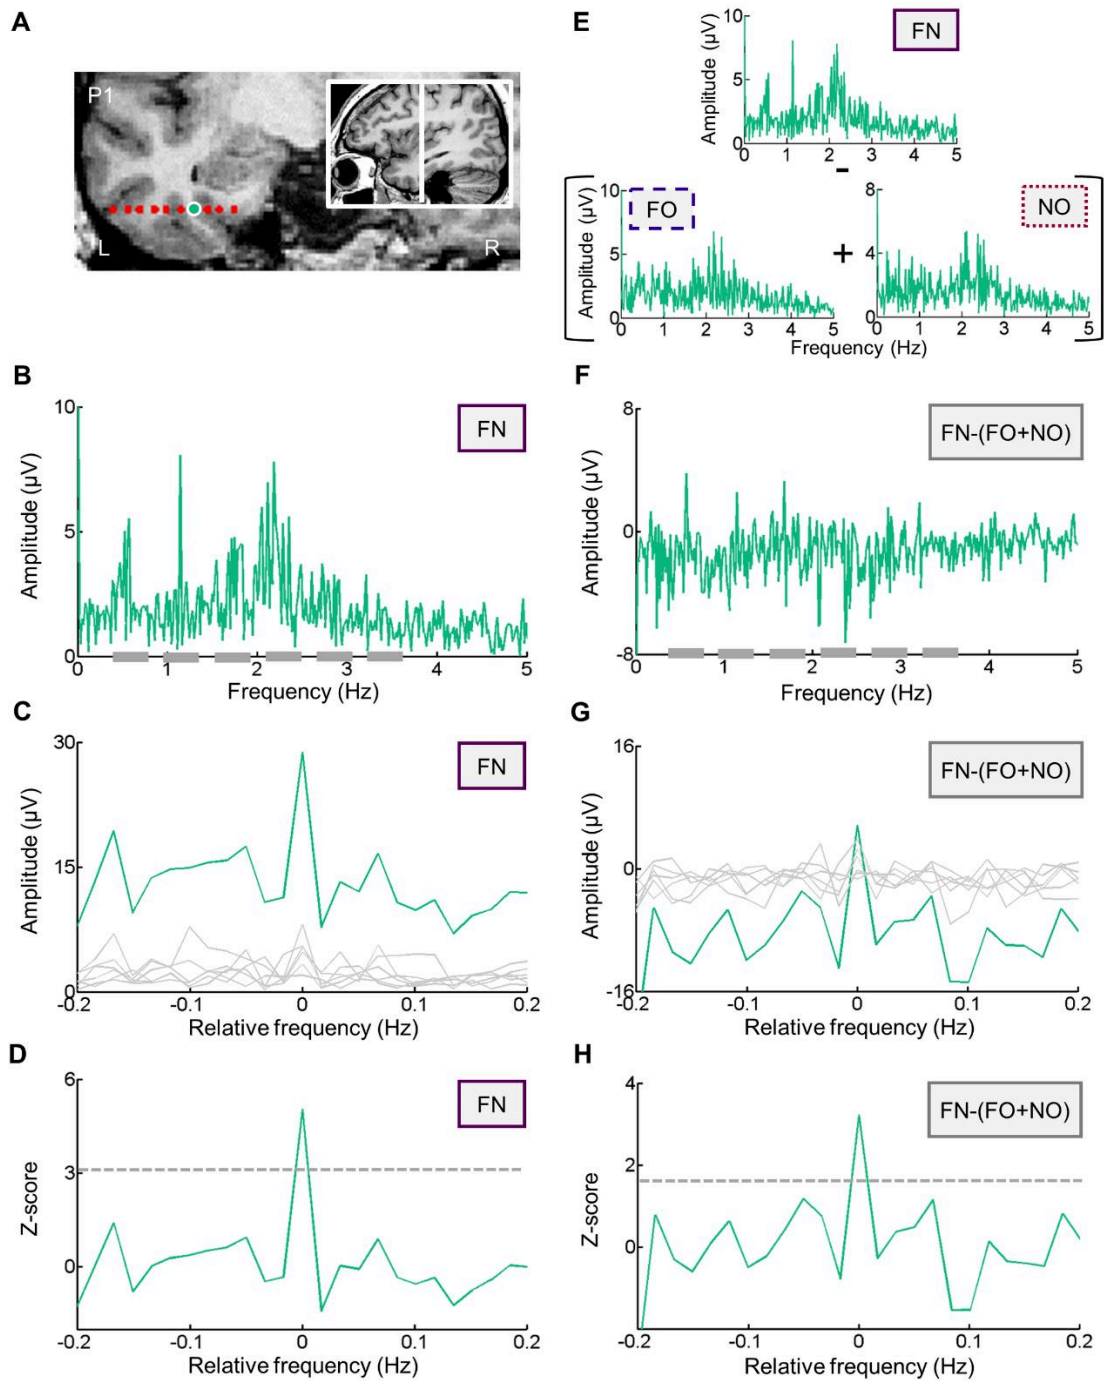 A
P1
L
R
E
FN
Amplitude (µV)
10
5
0
0 1 2 3 4 5
-
FO
Amplitude (µV)
10
5
0
0 1 2 3 4 5
+
NO
8
4
0
0 1 2 3 4 5
Frequency (Hz)
B
FN
Amplitude (µV)
10
5
0
0 1 2 3 4 5
Frequency (Hz)
F
FN-(FO+NO)
Amplitude (µV)
8
0
-8
0 1 2 3 4 5
Frequency (Hz)
C
FN
Amplitude (µV)
30
15
0
-0.2 -0.1 0 0.1 0.2
Relative frequency (Hz)
G
FN-(FO+NO)
Amplitude (µV)
16
0
-16
-0.2 -0.1 0 0.1 0.2
Relative frequency (Hz)
D
FN
Z-score
6
3
0
-0.2 -0.1 0 0.1 0.2
Relative frequency (Hz)
H
FN-(FO+NO)
Z-score
4
2
0
-0.2 -0.1 0 0.1 0.2
Relative frequency (Hz)